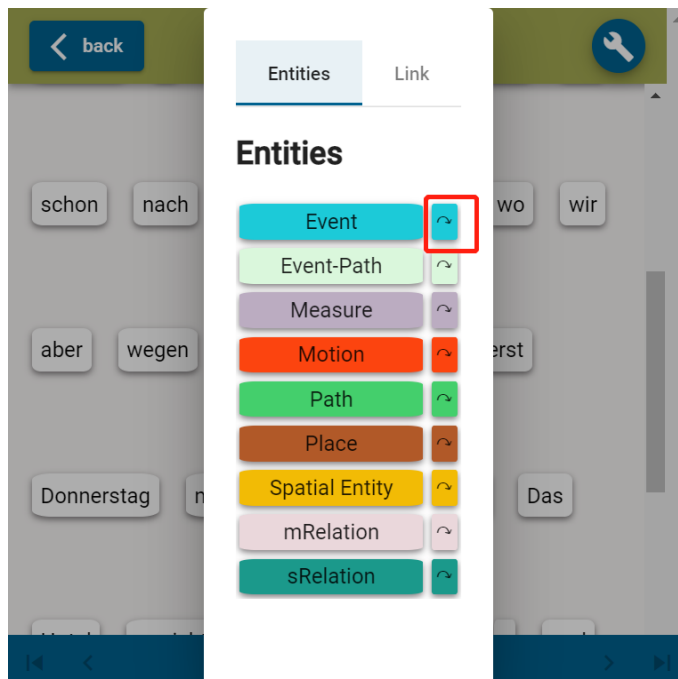 back
Entities Link
Entities
schon nach Event wo wir
Event-Path
Measure
aber wegen Motion erst
Path
Place
Donnerstag Spatial Entity Das
mRelation
sRelation